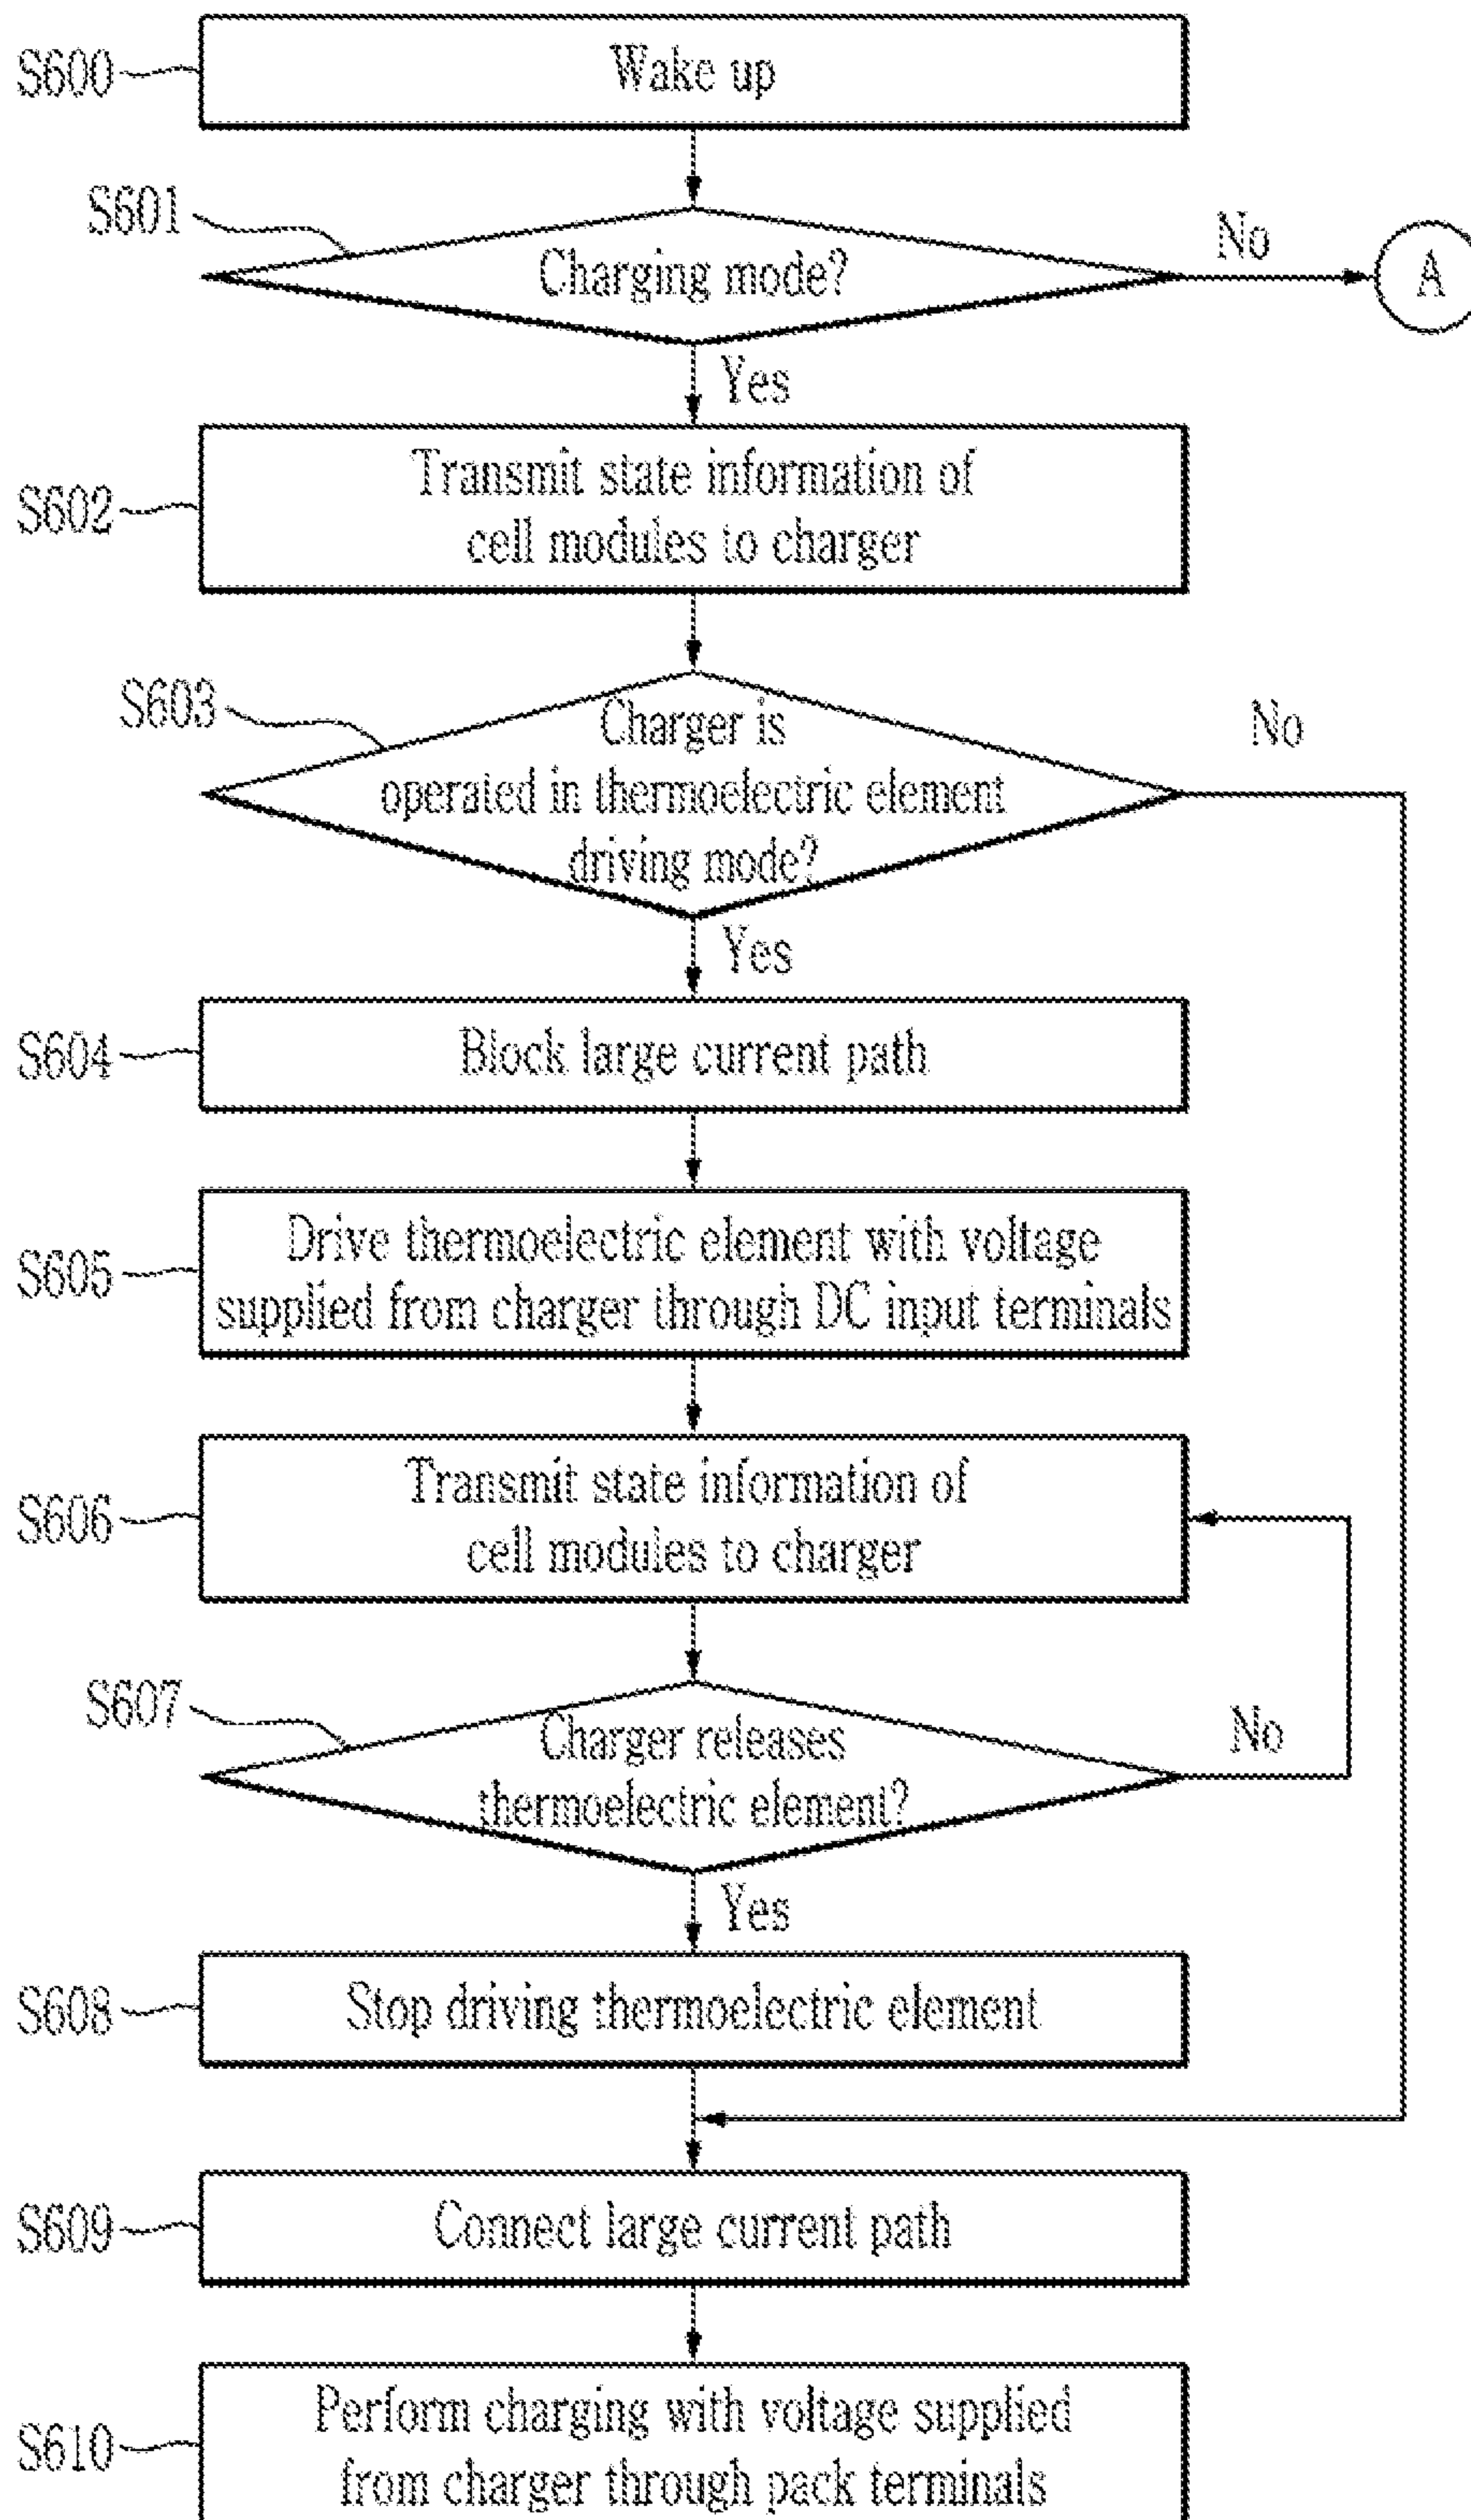 S600
Wake up
S601
Charging mode?
No
A
Yes
S602
Transmit state information of
cell modules to charger
S603
Charger is
operated in thermoelectric element
driving mode?
No
Yes
S604
Block large current path
S605
Drive thermoelectric element with voltage
supplied from charger through DC input terminals
S606
Transmit state information of
cell modules to charger
S607
Charger releases
thermoelectric element?
No
Yes
S608
Stop driving thermoelectric element
S609
Connect large current path
S610
Perform charging with voltage supplied
from charger through pack terminals